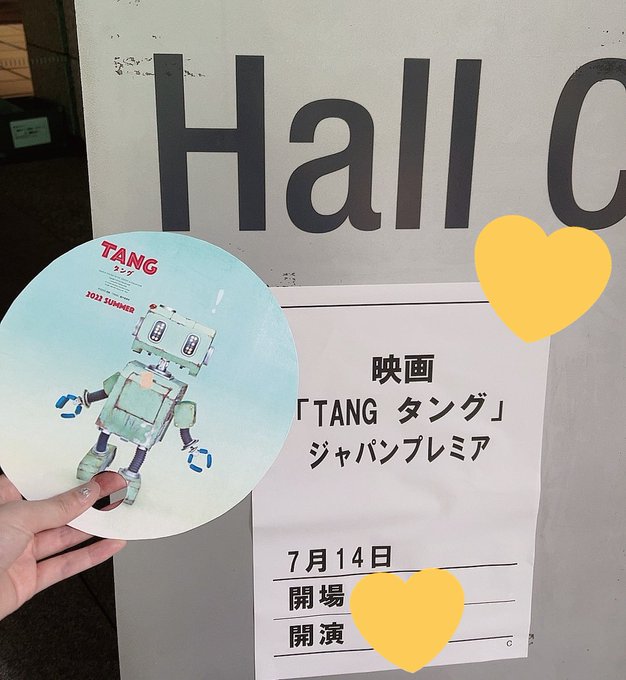 Hall C
TANG
タング
2022 SUMMER
映画
「TANG タング」
ジャパンプレミア
7月14日
開場
開演
C